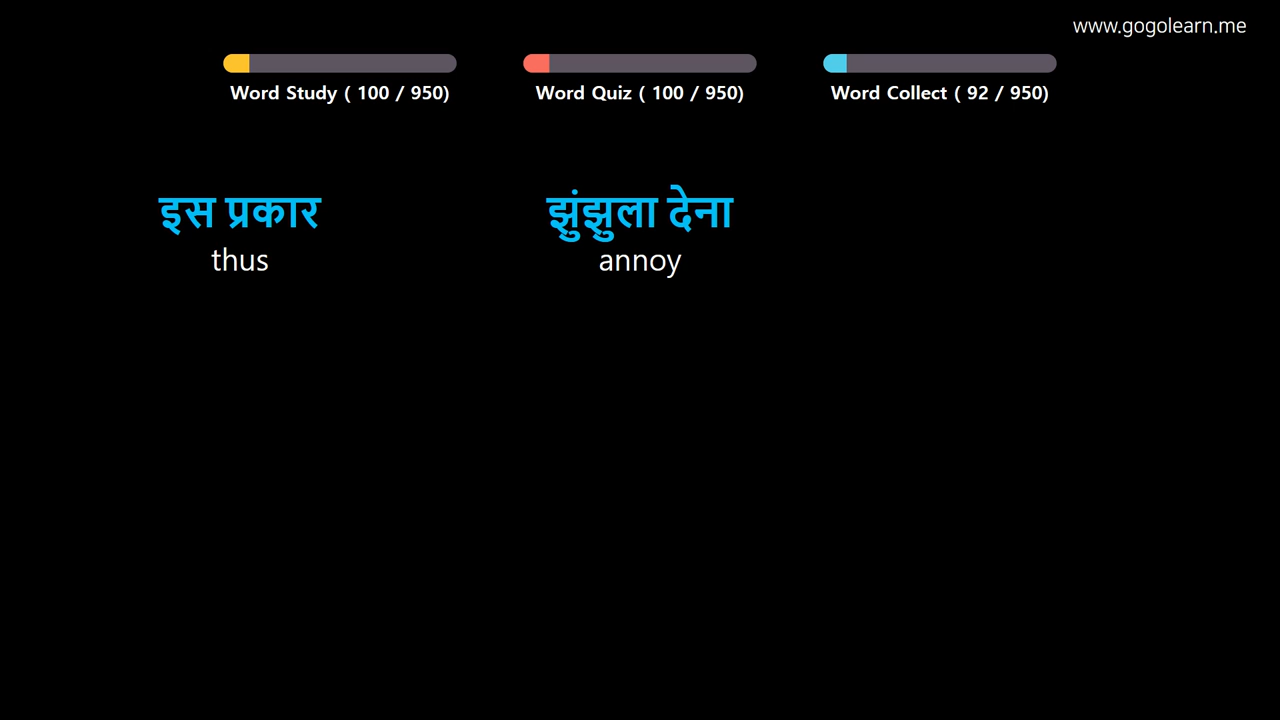 www.gogolearn.me
Word Study ( 100 / 950)
Word Quiz ( 100 / 950)
Word Collect ( 92 / 950)
इस प्रकार
thus
झुंझुला देना
annoy